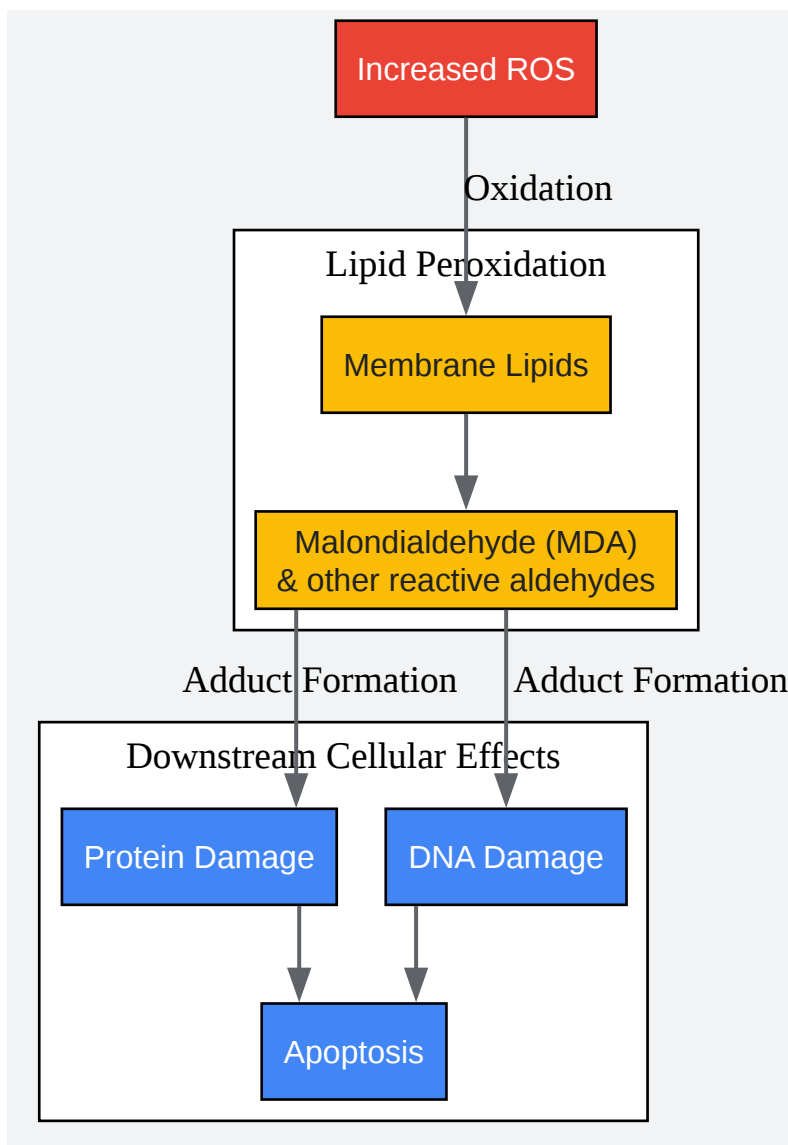 Increased ROS
Oxidation
Lipid Peroxidation
Membrane Lipids
Malondialdehyde (MDA)
& other reactive aldehydes
Adduct Formation
Adduct Formation
Downstream Cellular Effects
Protein Damage
DNA Damage
Apoptosis